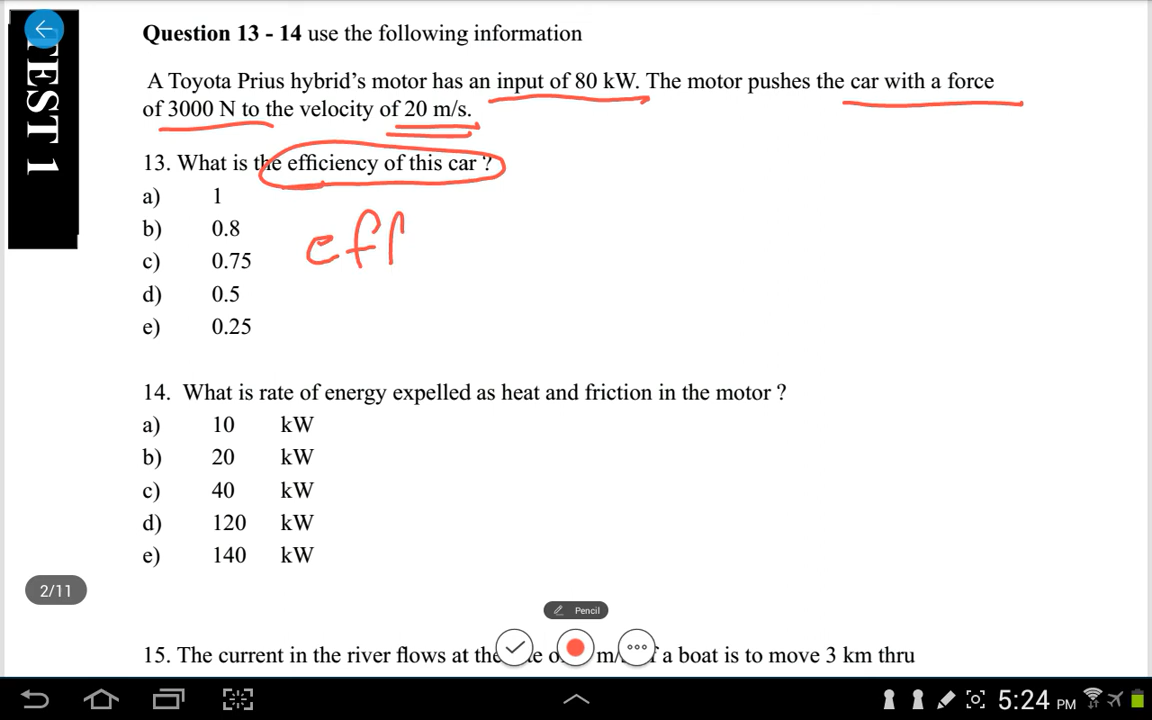 TEST 1
Question 13 - 14 use the following information
A Toyota Prius hybrid's motor has an input of 80 kW. The motor pushes the car with a force
of 3000 N to the velocity of 20 m/s.
13. What is the efficiency of this car ?
a) 1
b) 0.8
c) 0.75
d) 0.5
e) 0.25
eff
14. What is rate of energy expelled as heat and friction in the motor ?
a) 10 kW
b) 20 kW
c) 40 kW
d) 120 kW
e) 140 kW
2/11
Pencil
15. The current in the river flows at the a boat is to move 3 km thru
5:24 PM